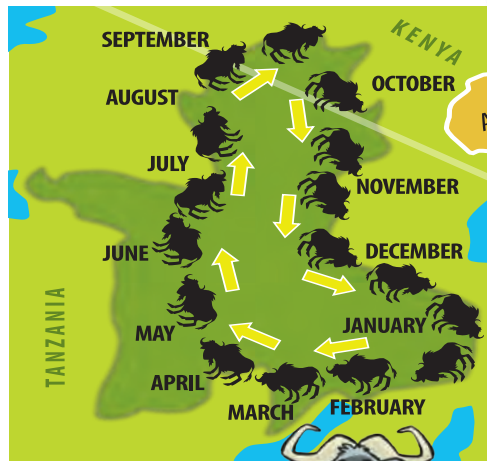 SEPTEMBER
KENYA
OCTOBER
AUGUST
JULY
NOVEMBER
JUNE
DECEMBER
TANZANIA
JANUARY
MAY
APRIL
FEBRUARY
MARCH